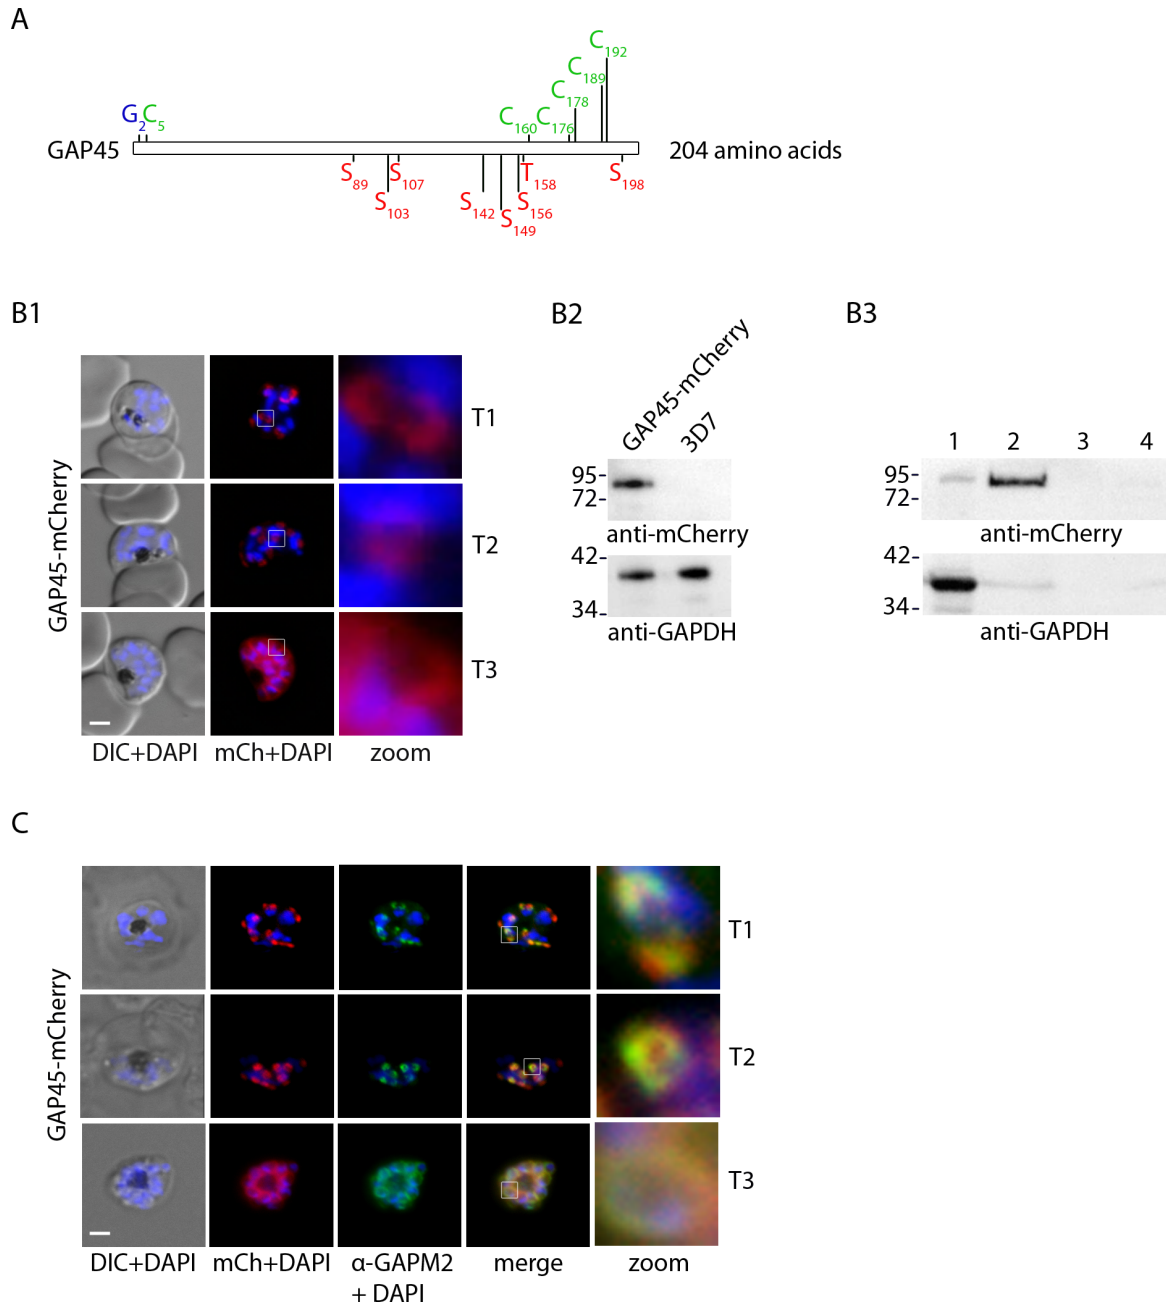 A
C192
C189
C178
G2 C5
C160 C176
GAP45
204 amino acids
S89 S107 T158 S198
S103 S142 S156
S149
B1
B2
B3
GAP45-mCherry
T1
T2
T3
DIC+DAPI mCh+DAPI zoom
GAP45-mCherry 3D7
95-
72-
anti-mCherry
42-
34-
anti-GAPDH
1 2 3 4
95-
72-
anti-mCherry
42-
34-
anti-GAPDH
C
GAP45-mCherry
T1
T2
T3
DIC+DAPI mCh+DAPI α-GAPM2 merge zoom
+ DAPI